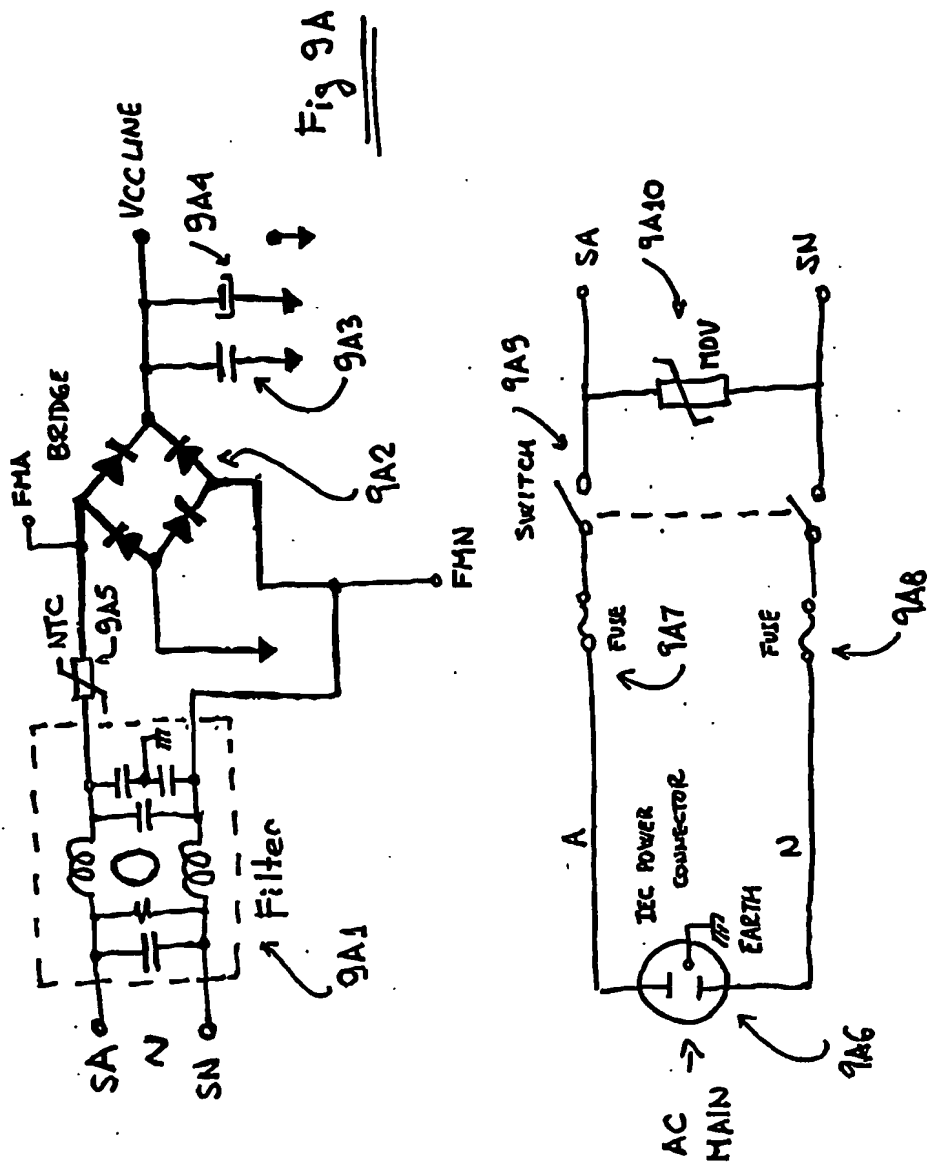 Fig 9A
VCC LINE
9A4
9A3
FMA
BRIDGE
9A2
NTC
9A5
FMN
Filter
9A1
SA
N
SN
SA
9A10
MOV
SN
9A9
SWITCH
FUSE
9A7
FUSE
9A8
A
IEC POWER
CONNECTOR
N
EARTH
9A6
AC →
MAIN